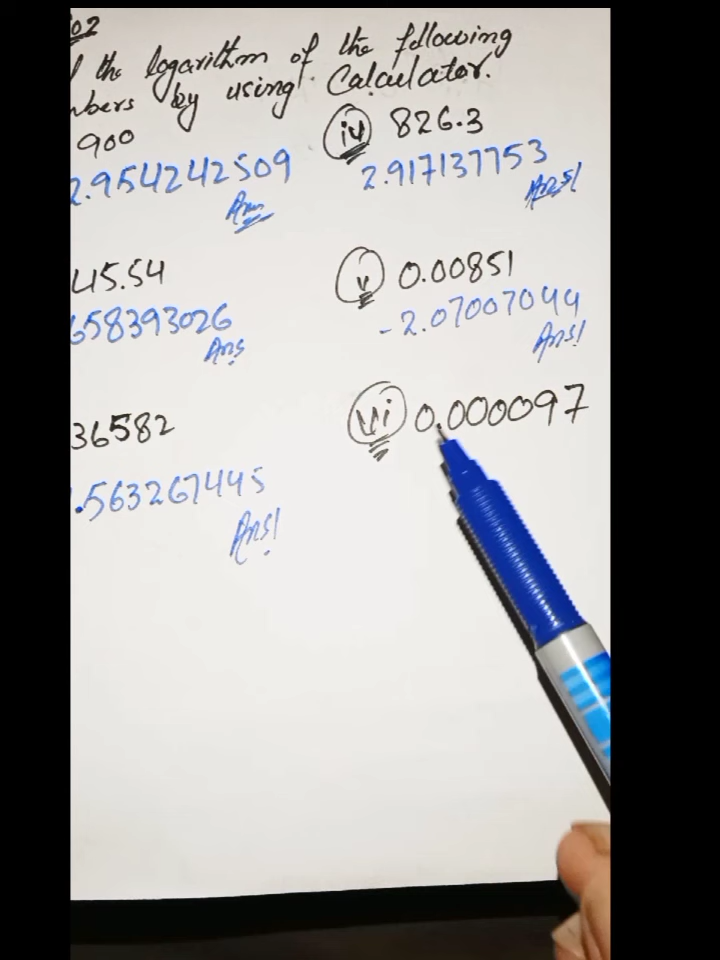 02
the logarithm of the following
by using Calculator.
900
2.954242509
Ans
45.54
658393026
Ans
36582
.563267445
Ans!
iv 826.3
2.917137753
Ans!
v 0.00851
-2.07007044
Ans!
vi 0.000097